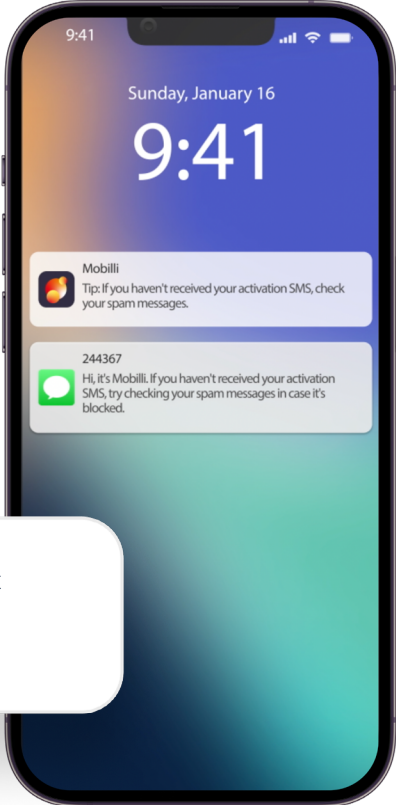 9:41
Sunday, January 16
9:41
Mobilli
Tip: If you haven't received your activation SMS, check
your spam messages.
244367
Hi, it's Mobilli. If you haven't received your activation
SMS, try checking your spam messages in case it's
blocked.